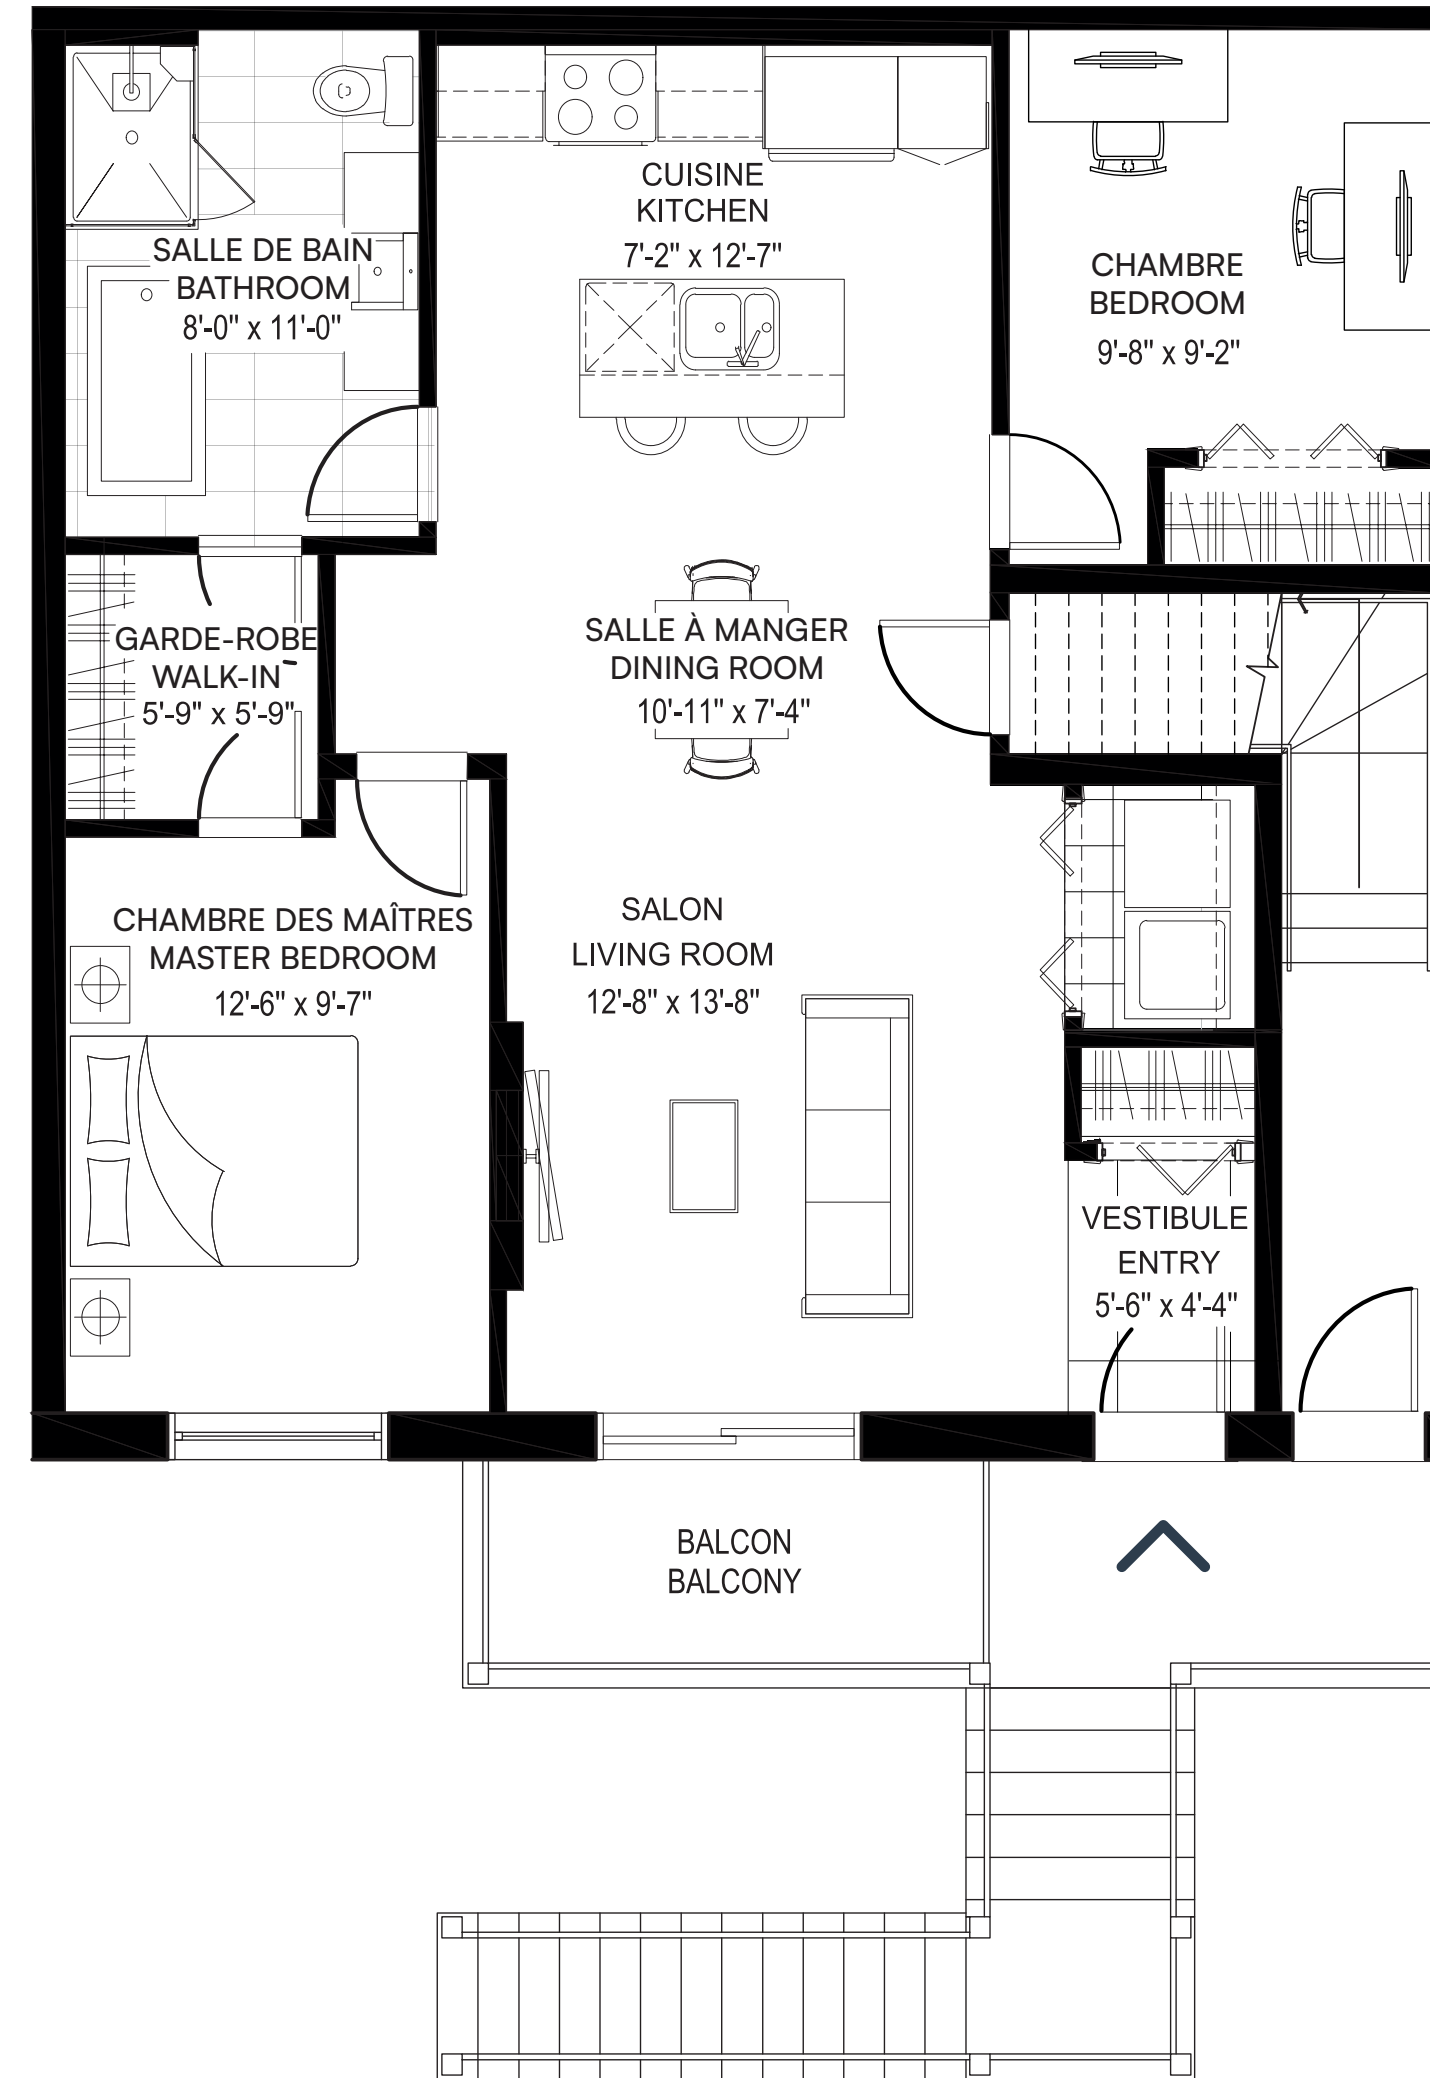 CUISINE
KITCHEN
7'-2" x 12'-7"
SALLE DE BAIN
BATHROOM
8'-0" x 11'-0"
CHAMBRE
BEDROOM
9'-8" x 9'-2"
GARDE-ROBE
WALK-IN
5'-9" x 5'-9"
SALLE À MANGER
DINING ROOM
10'-11" x 7'-4"
CHAMBRE DES MAÎTRES
MASTER BEDROOM
12'-6" x 9'-7"
SALON
LIVING ROOM
12'-8" x 13'-8"
VESTIBULE
ENTRY
5'-6" x 4'-4"
BALCON
BALCONY